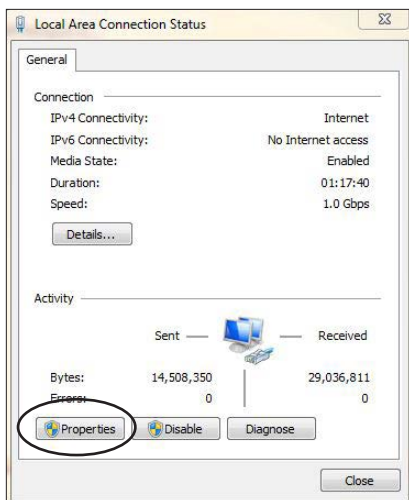 Local Area Connection Status
General
Connection
IPv4 Connectivity: Internet
IPv6 Connectivity: No Internet access
Media State: Enabled
Duration: 01:17:40
Speed: 1.0 Gbps
Details...
Activity
Sent — — Received
Bytes: 14,508,350 29,036,811
Errors: 0 0
Properties Disable Diagnose
Close